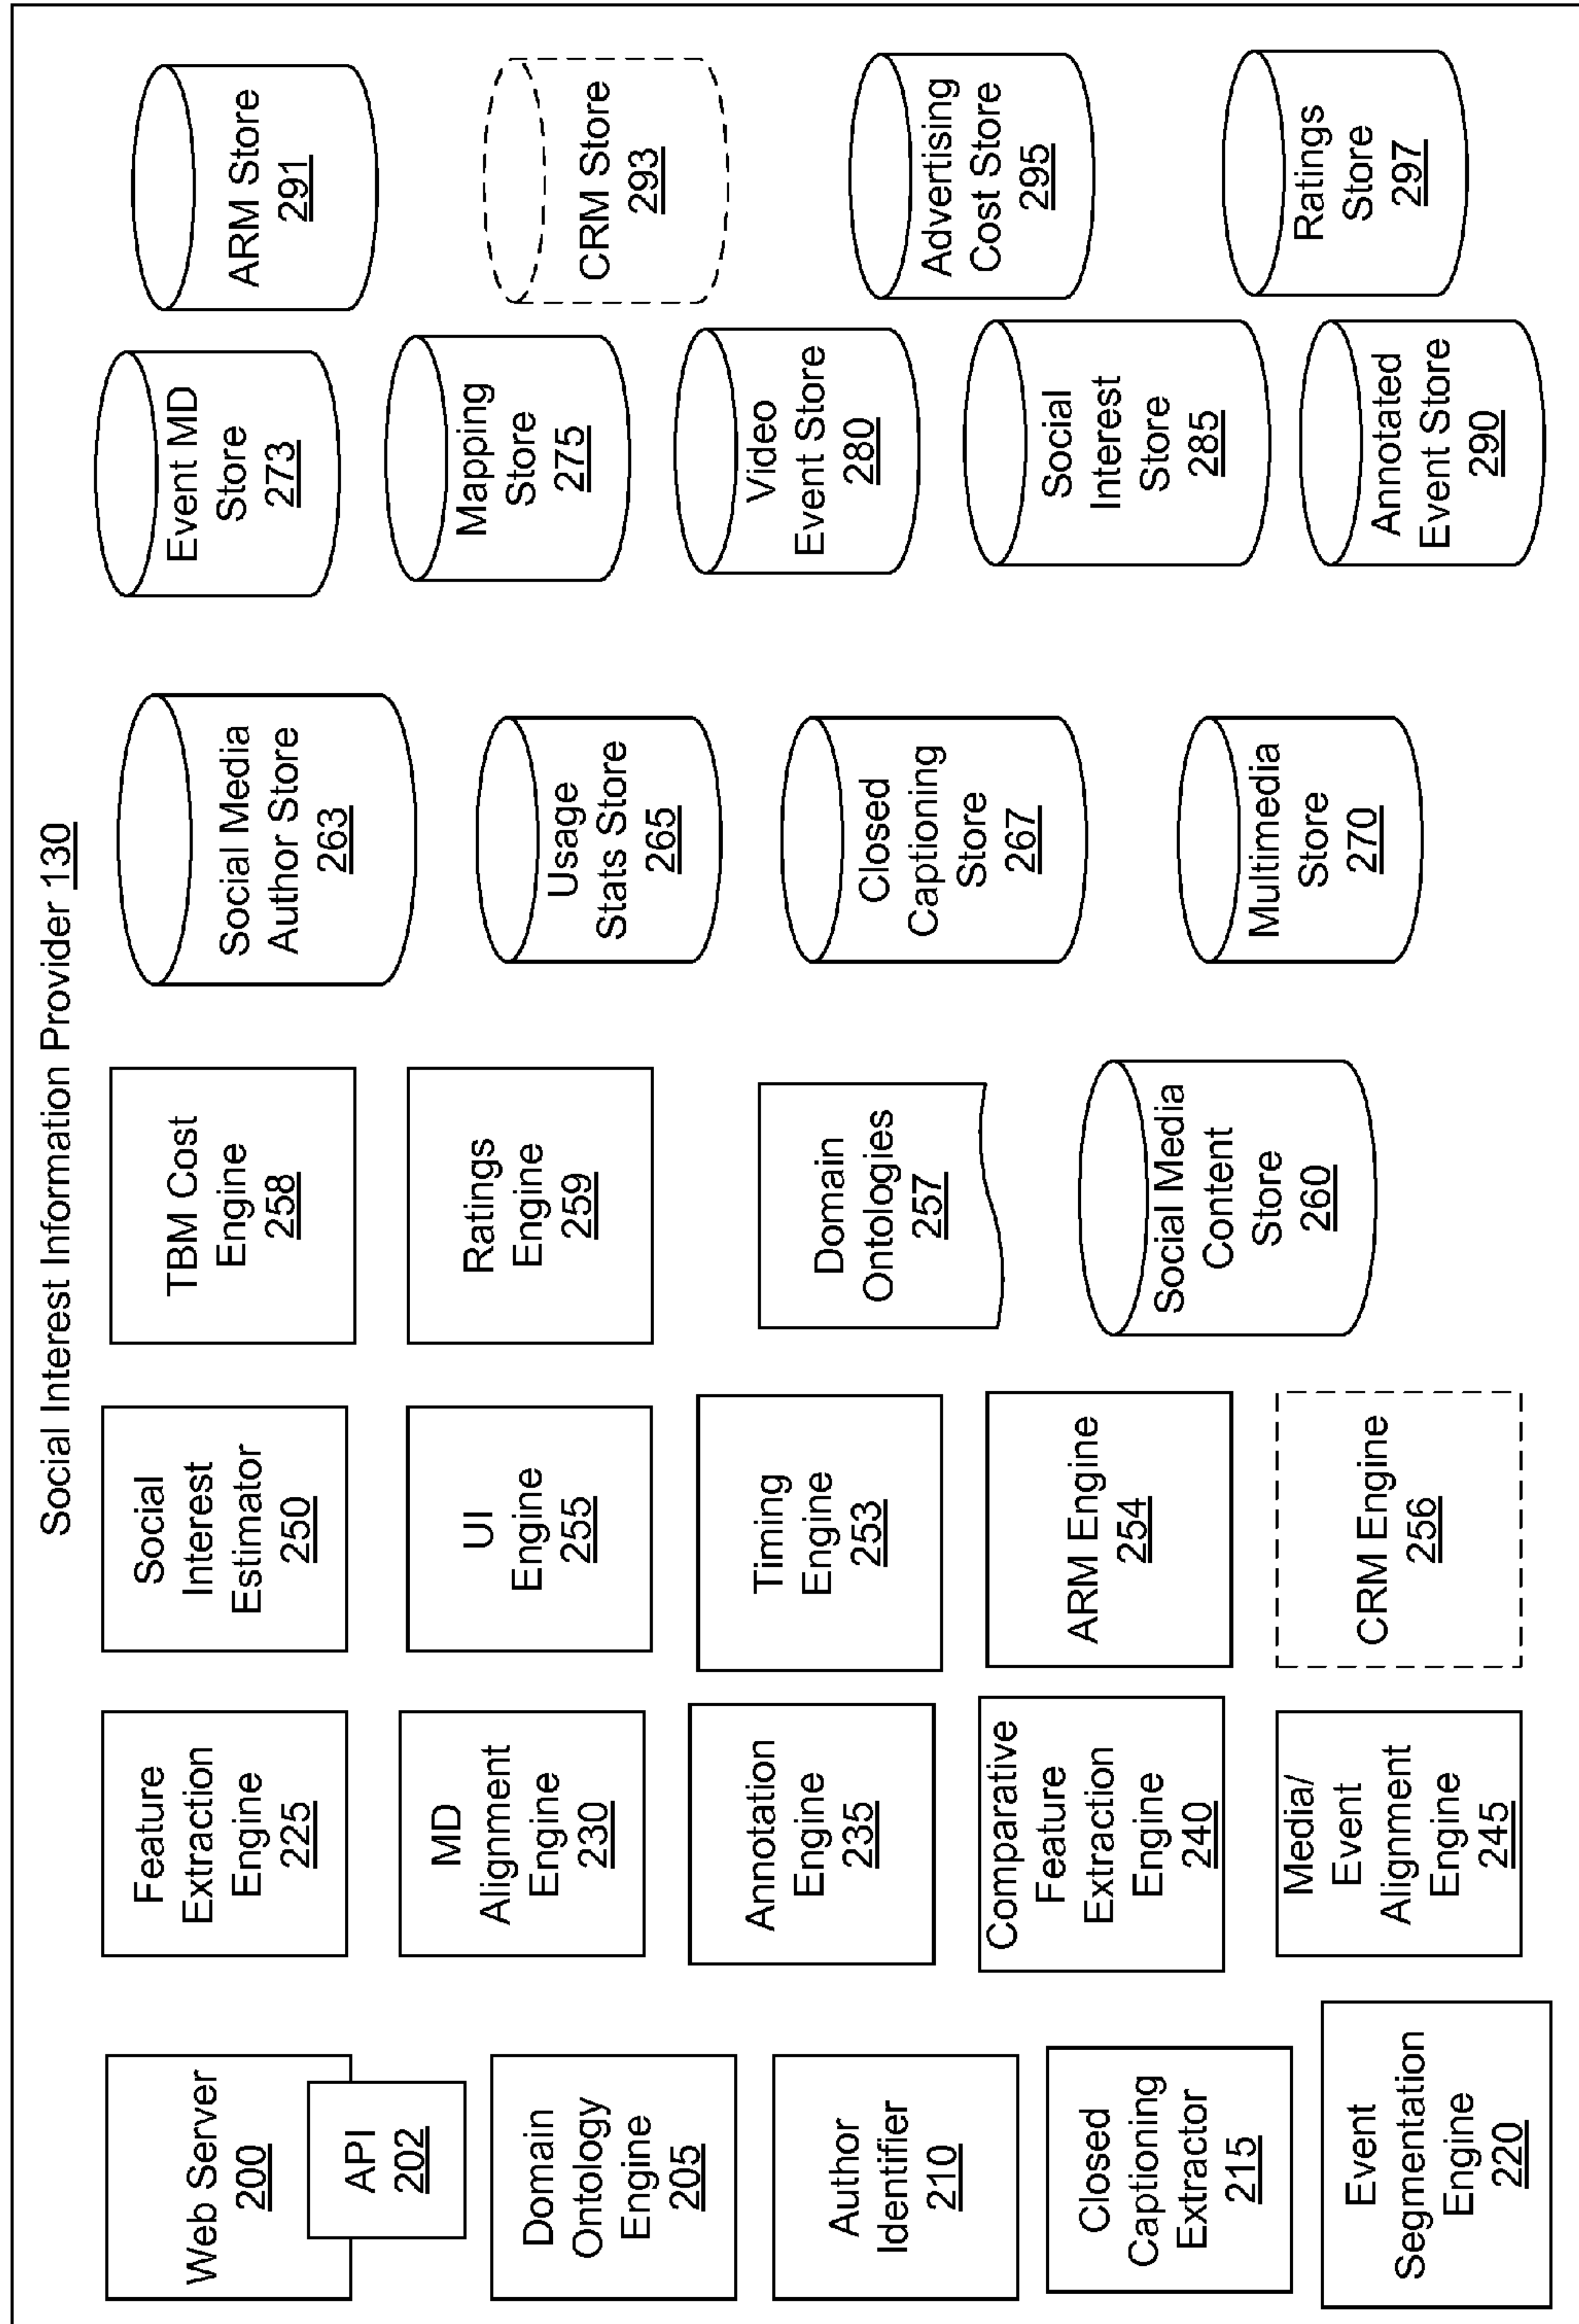 Social Interest Information Provider 130
Web Server
200
API
202
Domain
Ontology
Engine
205
Author
Identifier
210
Closed
Captioning
Extractor
215
Event
Segmentation
Engine
220
Feature
Extraction
Engine
225
MD
Alignment
Engine
230
Annotation
Engine
235
Comparative
Feature
Extraction
Engine
240
Media/
Event
Alignment
Engine
245
Social
Interest
Estimator
250
UI
Engine
255
Timing
Engine
253
ARM Engine
254
CRM Engine
256
TBM Cost
Engine
258
Ratings
Engine
259
Domain
Ontologies
257
Social Media
Content
Store
260
Social Media
Author Store
263
Usage
Stats Store
265
Closed
Captioning
Store
267
Multimedia
Store
270
Event MD
Store
273
Mapping
Store
275
Video
Event Store
280
Social
Interest
Store
285
Annotated
Event Store
290
ARM Store
291
CRM Store
293
Advertising
Cost Store
295
Ratings
Store
297